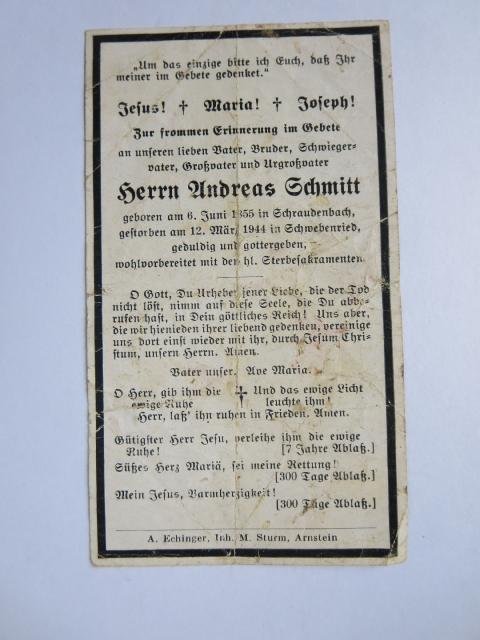 „Um das einzige bitte ich Euch, daß Ihr
meiner im Gebete gedenket.“
Jesus! † Maria! † Joseph!
Zur frommen Erinnerung im Gebete
an unseren lieben Vater, Bruder, Schwieger-
vater, Großvater und Urgroßvater
Herrn Andreas Schmitt
geboren am 6. Juni 1855 in Schraudenbach,
gestorben am 12. März 1944 in Schwebenried,
geduldig und gottergeben,
wohlvorbereitet mit den hl. Sterbesakramenten.
O Gott, Du Urheber jener Liebe, die der Tod
nicht löst, nimm auf diese Seele, die Du abbe-
rufen hast, in Dein göttliches Reich! Uns aber,
die wir hienieden ihrer liebend gedenken, vereinige
uns dort einst wieder mit ihr, durch Jesum Chri-
stum, unsern Herrn. Amen.
Vater unser. Ave Maria.
O Herr, gib ihm die ewige Ruhe † Und das ewige Licht leuchte ihm!
Herr, laß' ihn ruhen in Frieden. Amen.
Gütigster Herr Jesu, verleihe ihm die ewige
Ruhe! [7 Jahre Ablaß.]
Süßes Herz Mariä, sei meine Rettung!
[300 Tage Ablaß.]
Mein Jesus, Barmherzigkeit!
[300 Tage Ablaß.]
A. Echinger, Inh. M. Sturm, Arnstein